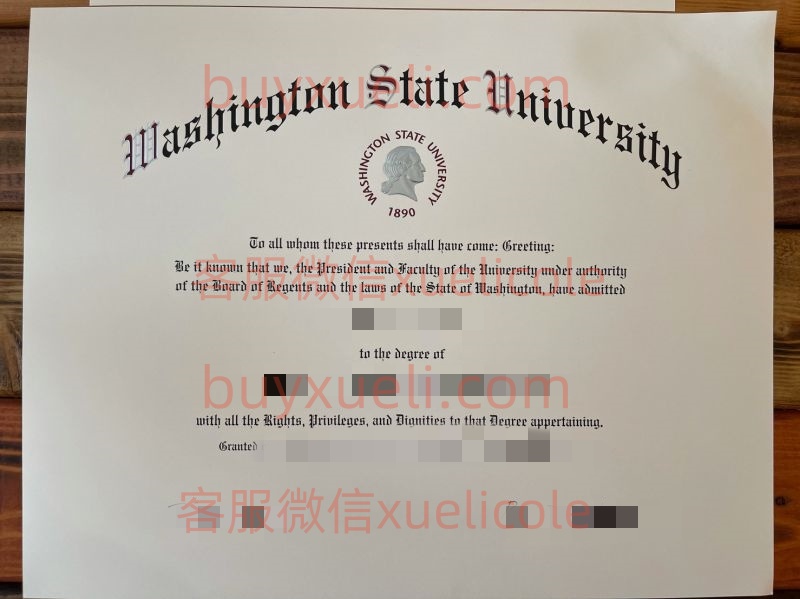 buyxueli.com
Washington State University
WASHINGTON STATE UNIVERSITY
1890
To all whom these presents shall have come: Greeting:
Be it known that we, the President and Faculty of the University under authority
客服微信xuelicole
of the Board of Regents and the laws of the State of Washington, have admitted
to the degree of
buyxueli.com
with all the Rights, Privileges, and Dignities to that Degree appertaining.
Granted
客服微信xuelicole